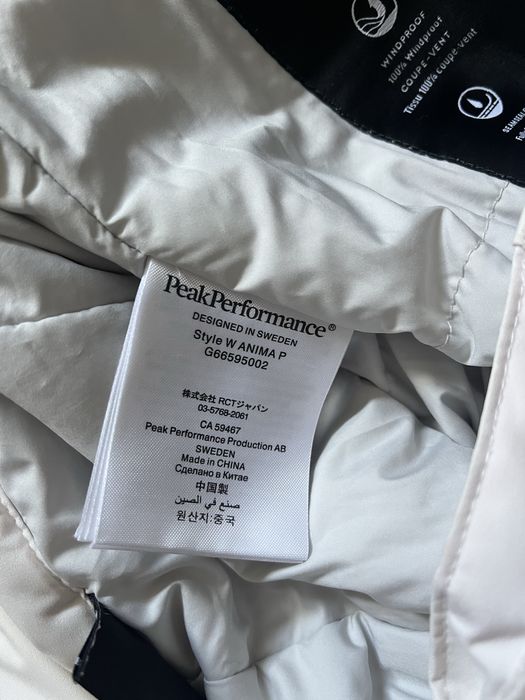 WINDPROOF
100% Windproof
COUPE-VENT
Tissu 100% coupe-vent
PeakPerformance®
DESIGNED IN SWEDEN
Style W ANIMA P
G66595002
株式会社 RCTジャパン
03-5768-2061
CA 59467
Peak Performance Production AB
SWEDEN
Made in CHINA
Сделано в Китае
中国製
صنع في الصين
원산지:중국